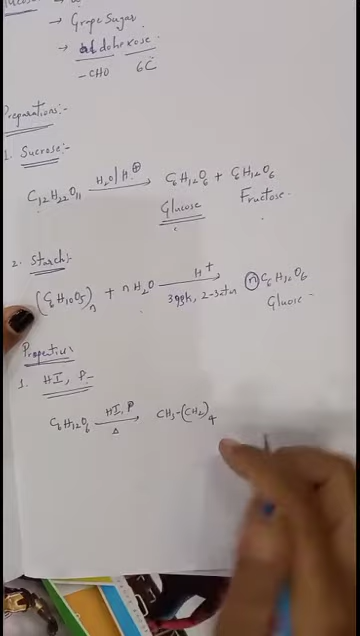 → Grape Sugar
→ aldohexose
-CHO 6C
Preparations:-
1. Sucrose:-
C12H22O11 H2O/H⊕ → C6H12O6 + C6H12O6
Glucose Fructose
2. Starch:-
(C6H10O5)n + nH2O H+ → n C6H12O6
393K, 2-3atm Glucose
Properties
1. HI, P:-
C6H12O6 HI, P → CH3-(CH2)4
Δ